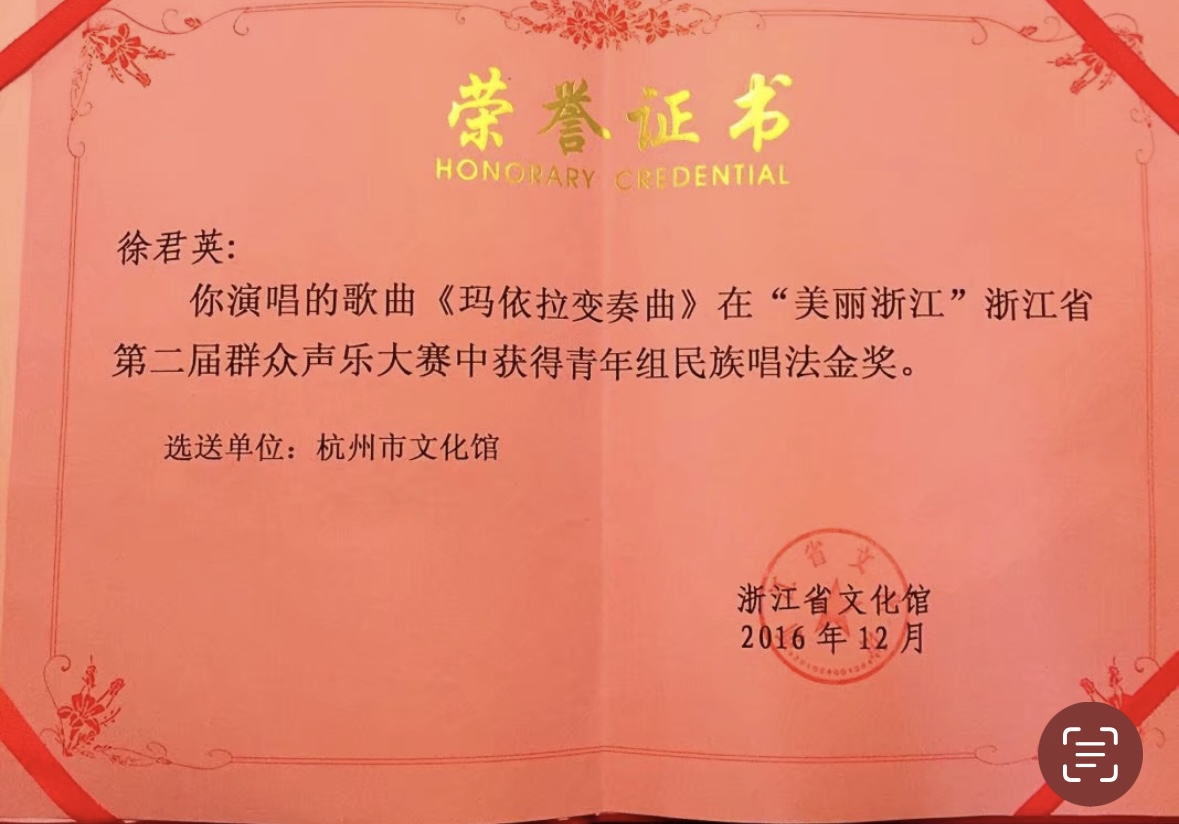 荣誉证书
HONORARY CREDENTIAL
徐君英：
你演唱的歌曲《玛依拉变奏曲》在“美丽浙江”浙江省
第二届群众声乐大赛中获得青年组民族唱法金奖。
选送单位：杭州市文化馆
省文
浙江省文化馆
2016年12月